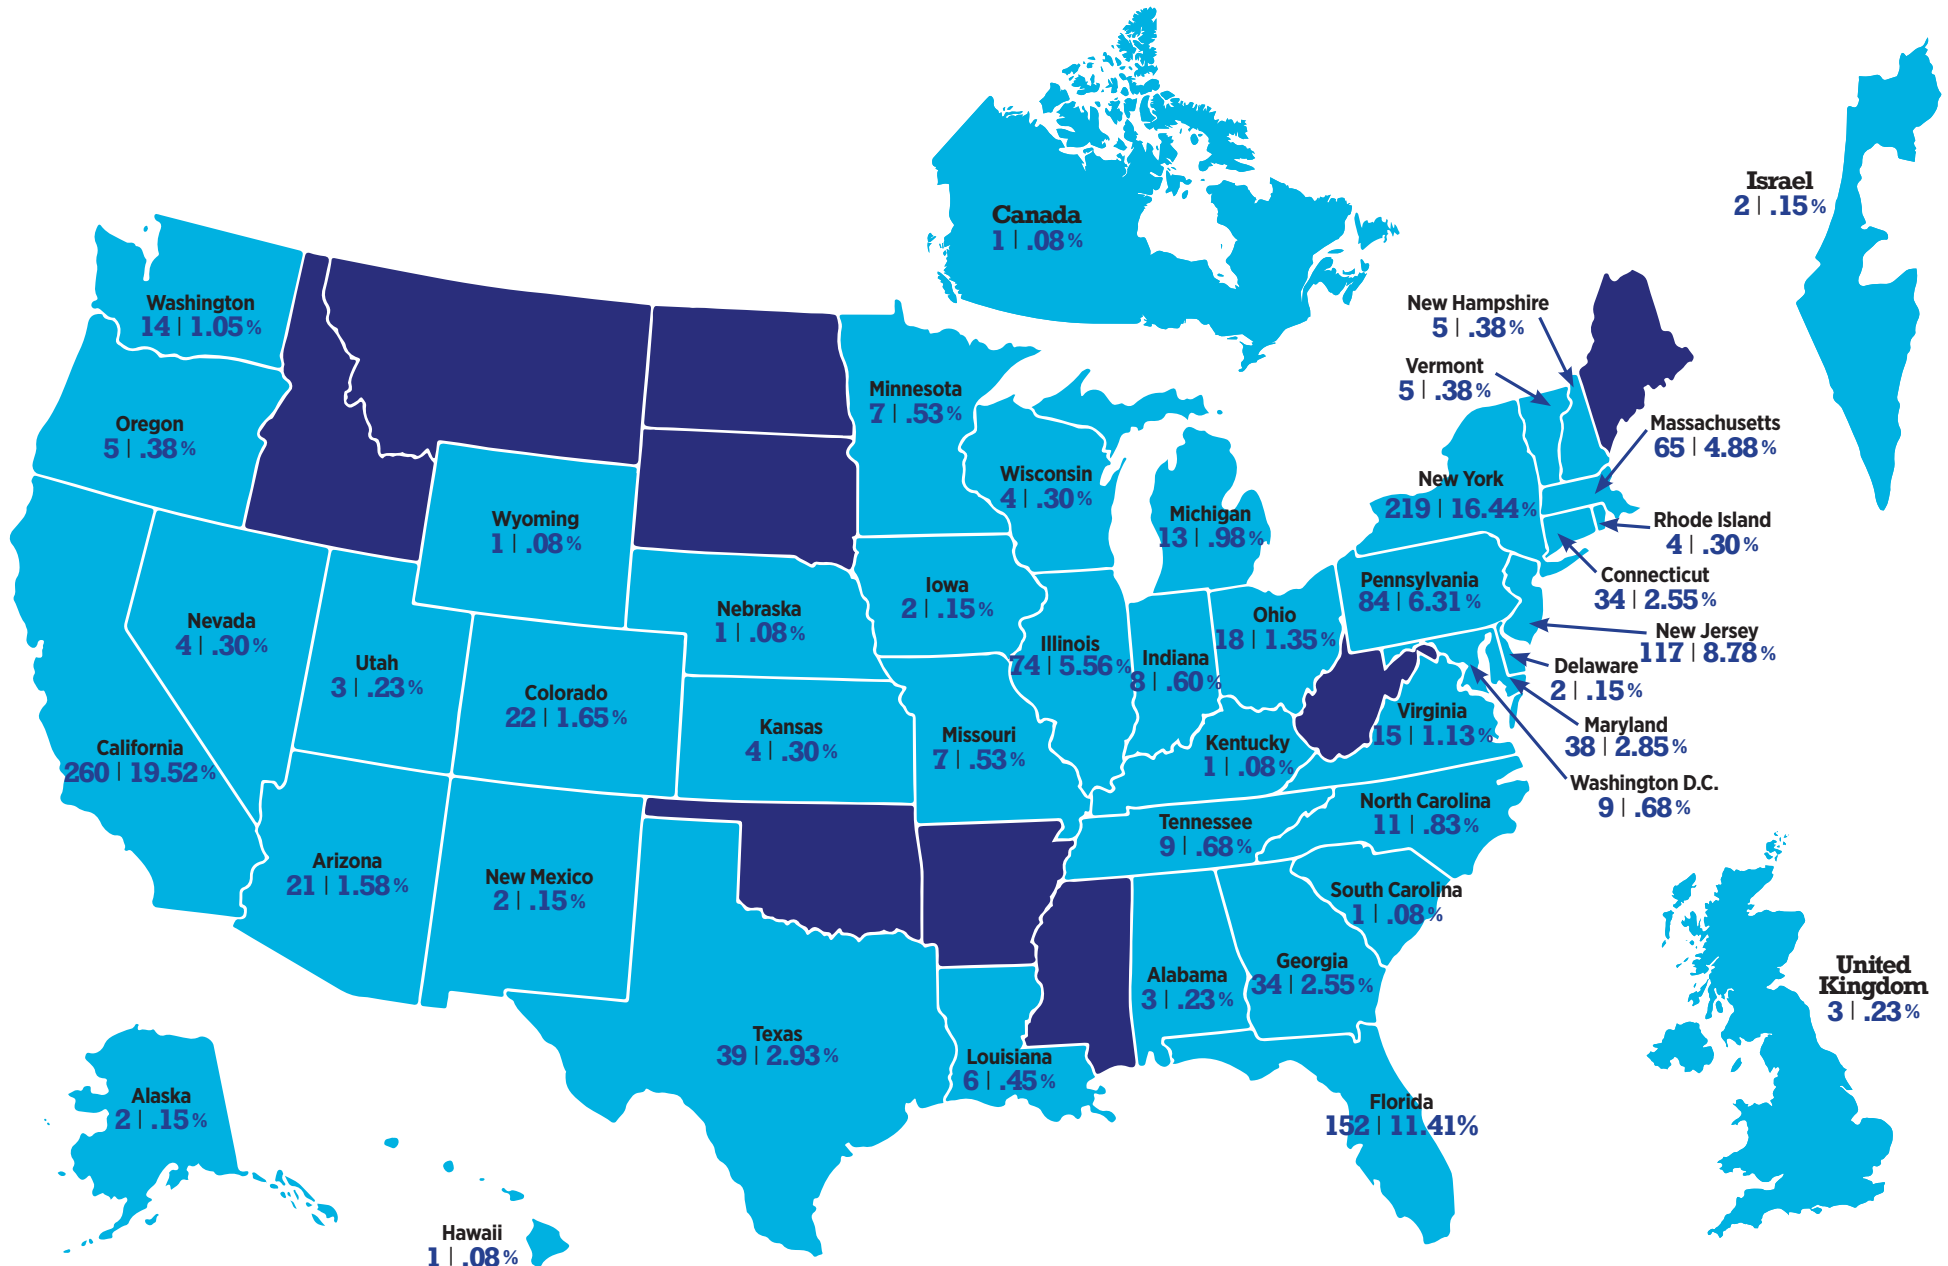 Canada
1 | .08%
Israel
2 | .15%
Washington
14 | 1.05%
New Hampshire
5 | .38%
Vermont
5 | .38%
Minnesota
7 | .53%
Oregon
5 | .38%
Massachusetts
65 | 4.88%
Wisconsin
4 | .30%
New York
219 | 16.44%
Michigan
13 | .98%
Wyoming
1 | .08%
Rhode Island
4 | .30%
Connecticut
34 | 2.55%
Pennsylvania
84 | 6.31%
Iowa
2 | .15%
Nebraska
1 | .08%
Ohio
18 | 1.35%
Nevada
4 | .30%
New Jersey
117 | 8.78%
Illinois
74 | 5.56%
Indiana
8 | .60%
Utah
3 | .23%
Delaware
2 | .15%
Colorado
22 | 1.65%
Virginia
15 | 1.13%
Maryland
38 | 2.85%
Kansas
4 | .30%
Missouri
7 | .53%
Kentucky
1 | .08%
California
260 | 19.52%
Washington D.C.
9 | .68%
North Carolina
11 | .83%
Tennessee
9 | .68%
Arizona
21 | 1.58%
New Mexico
2 | .15%
South Carolina
1 | .08%
Georgia
34 | 2.55%
Alabama
3 | .23%
United
Kingdom
3 | .23%
Texas
39 | 2.93%
Louisiana
6 | .45%
Alaska
2 | .15%
Florida
152 | 11.41%
Hawaii
1 | .08%